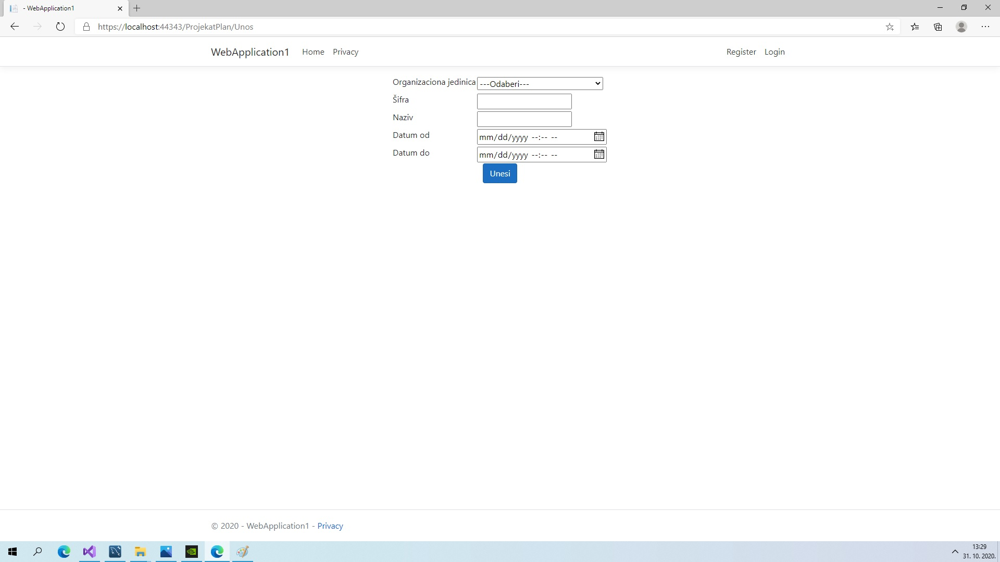 - WebApplication1
https://localhost:44343/ProjekatPlan/Unos
WebApplication1 Home Privacy Register Login
Organizaciona jedinica ---Odaberi---
Šifra
Naziv
Datum od mm/dd/yyyy --:-- --
Datum do mm/dd/yyyy --:-- --
Unesi
© 2020 - WebApplication1 - Privacy
13:29
31. 10. 2020.